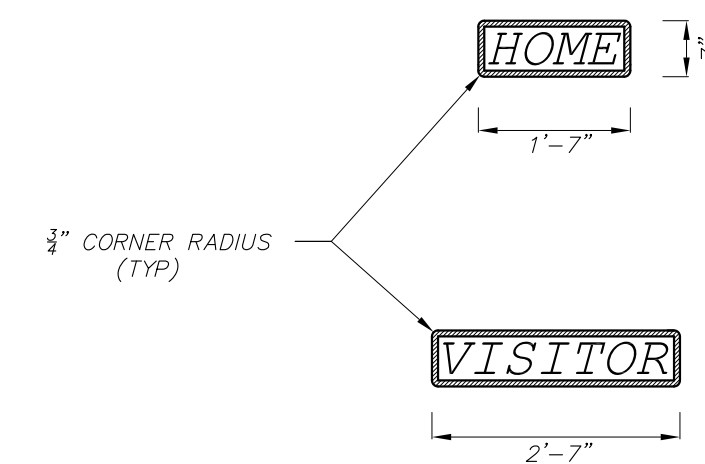 HOME
7"
1'-7"
¾" CORNER RADIUS
(TYP)
VISITOR
2'-7"